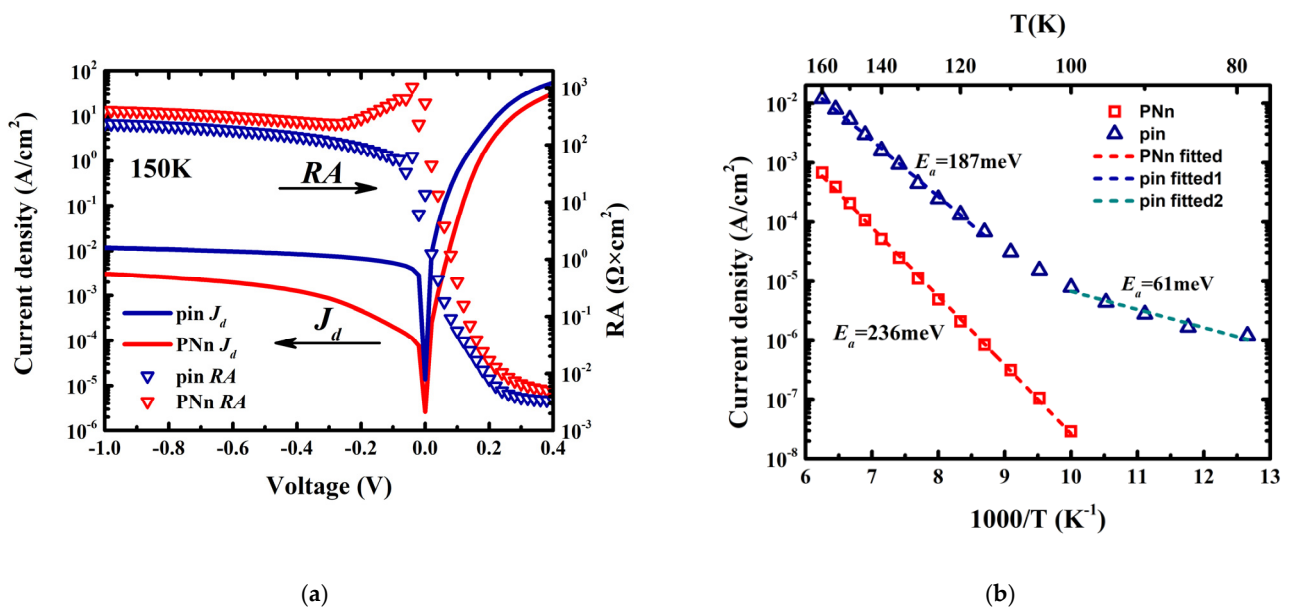 10²
10¹
10⁰
10⁻¹
10⁻²
10⁻³
10⁻⁴
10⁻⁵
10⁻⁶
Current density (A/cm²)
150K
RA
J_d
pin J_d
PNn J_d
pin RA
PNn RA
10³
10²
10¹
10⁰
10⁻¹
10⁻²
10⁻³
RA (Ω×cm²)
-1.0 -0.8 -0.6 -0.4 -0.2 0.0 0.2 0.4
Voltage (V)
(a)
T(K)
160 140 120 100 80
10⁻²
10⁻³
10⁻⁴
10⁻⁵
10⁻⁶
10⁻⁷
10⁻⁸
Current density (A/cm²)
PNn
pin
PNn fitted
pin fitted1
pin fitted2
E_a=187meV
E_a=61meV
E_a=236meV
6 7 8 9 10 11 12 13
1000/T (K⁻¹)
(b)